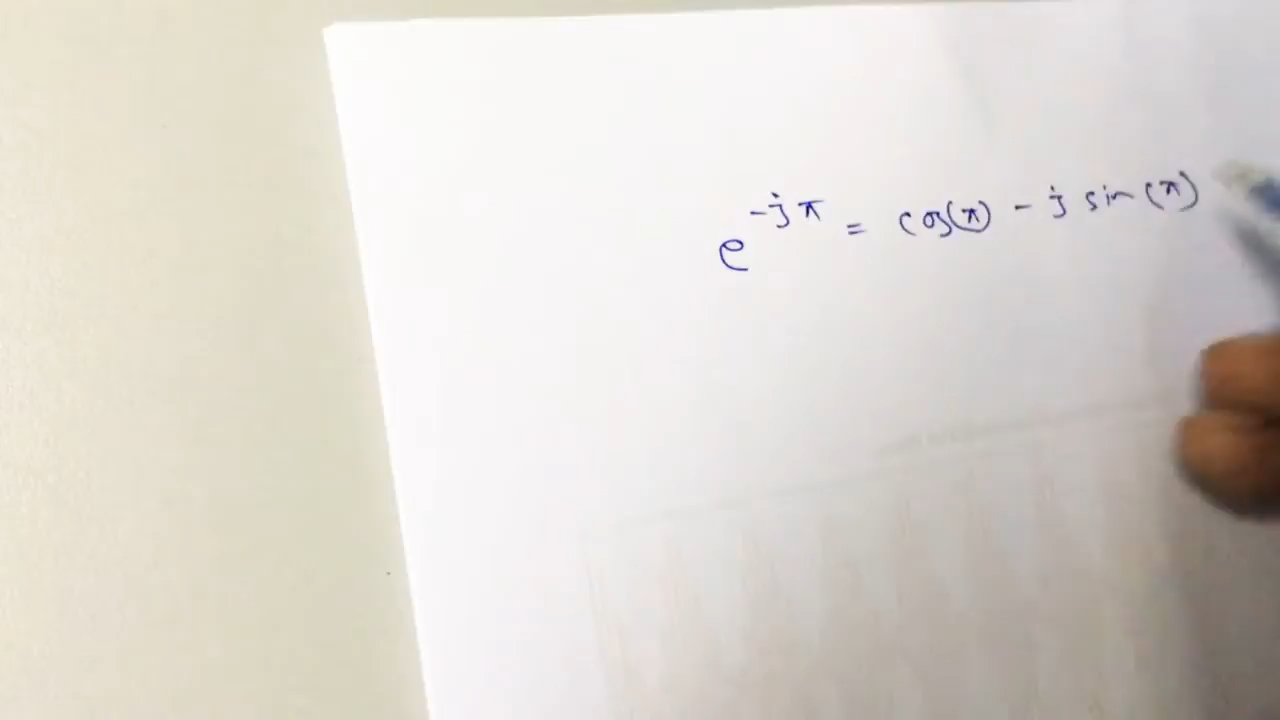 e^{-jπ} = cos(π) - j sin(π)